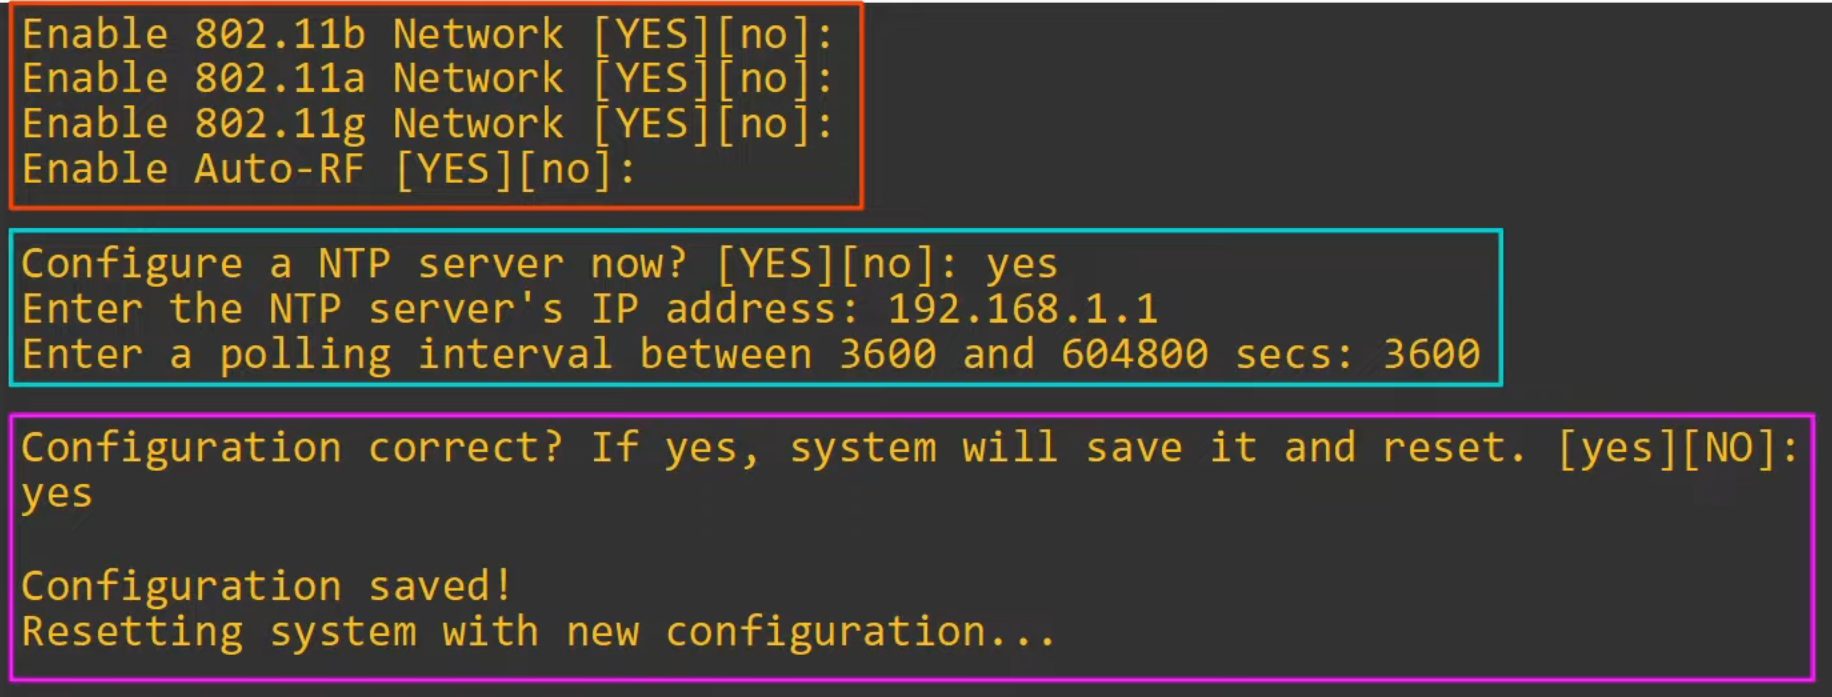 Enable 802.11b Network [YES][no]:
Enable 802.11a Network [YES][no]:
Enable 802.11g Network [YES][no]:
Enable Auto-RF [YES][no]:
Configure a NTP server now? [YES][no]: yes
Enter the NTP server's IP address: 192.168.1.1
Enter a polling interval between 3600 and 604800 secs: 3600
Configuration correct? If yes, system will save it and reset. [yes][NO]:
yes
Configuration saved!
Resetting system with new configuration...